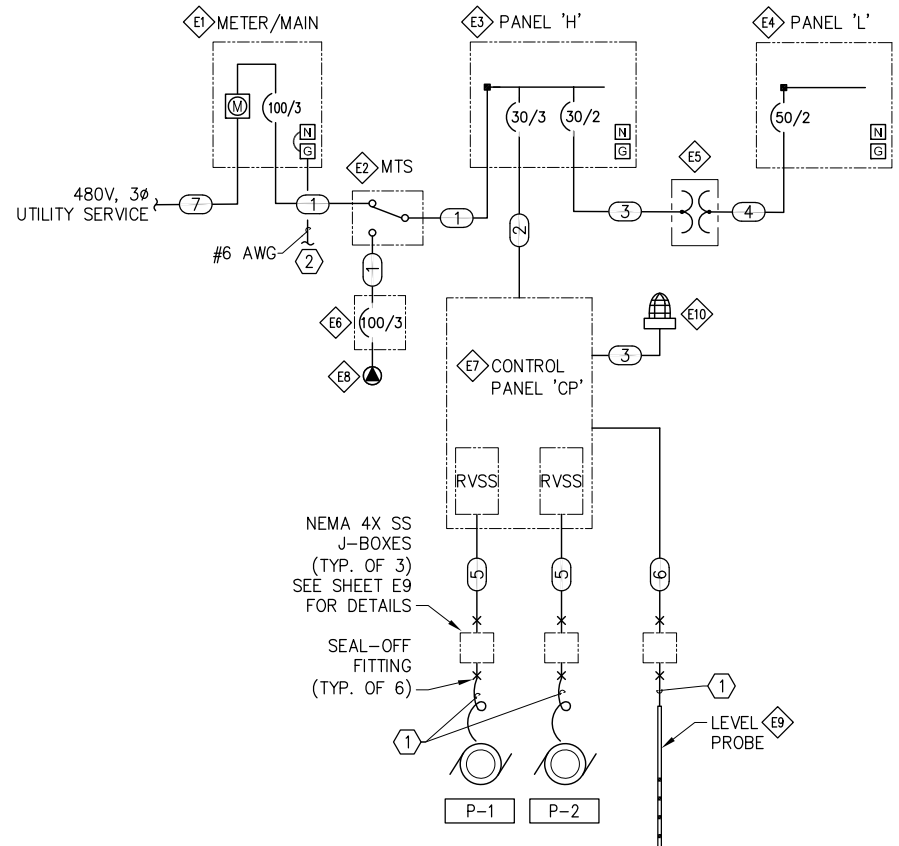 E1 METER/MAIN
E3 PANEL 'H'
E4 PANEL 'L'
M
100/3
N
G
30/3
30/2
N
G
50/2
N
G
E2 MTS
E5
480V, 3ø
UTILITY SERVICE
7
1
1
3
4
#6 AWG
2
2
1
E6
100/3
E8
E10
3
E7 CONTROL
PANEL 'CP'
RVSS
RVSS
NEMA 4X SS
J-BOXES
(TYP. OF 3)
SEE SHEET E9
FOR DETAILS
5
5
6
SEAL-OFF
FITTING
(TYP. OF 6)
1
1
LEVEL E9
PROBE
P-1
P-2